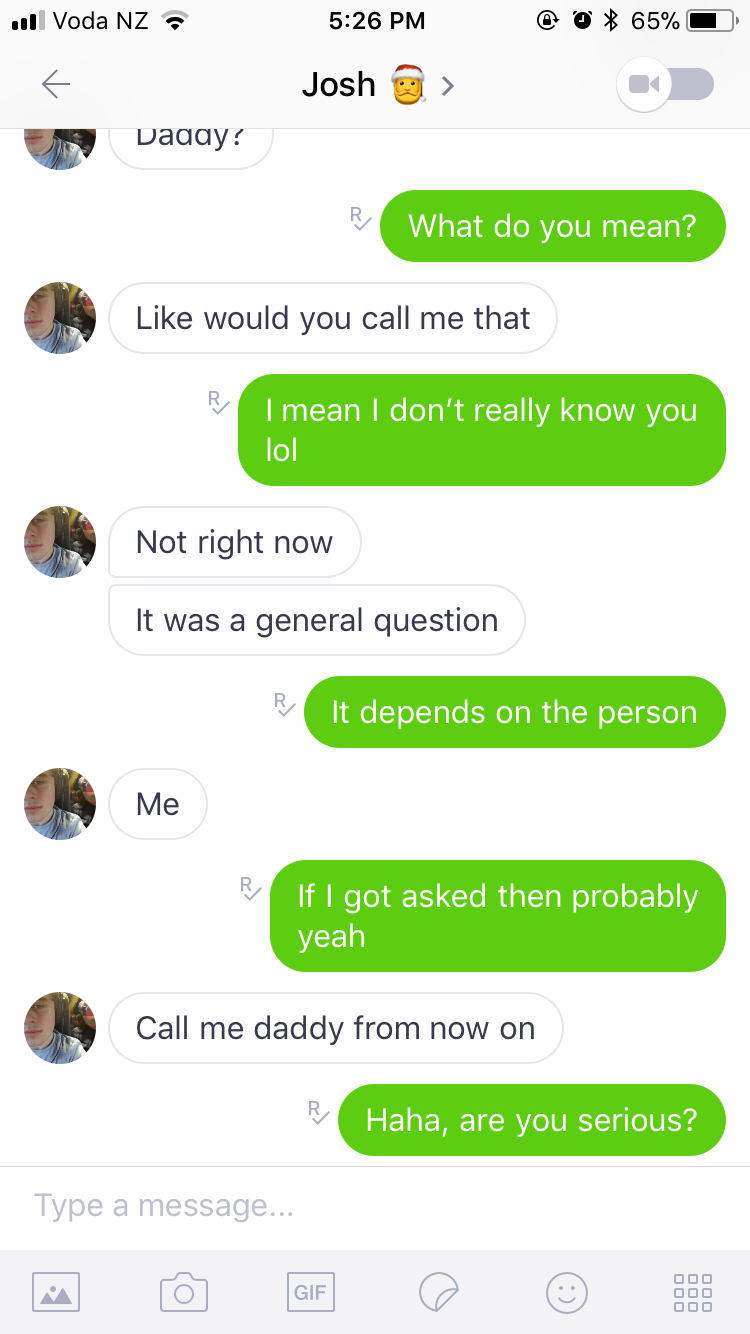 Voda NZ 5:26 PM 65%
Josh
Daddy?
R What do you mean?
Like would you call me that
R I mean I don’t really know you
lol
Not right now
It was a general question
R It depends on the person
Me
R If I got asked then probably
yeah
Call me daddy from now on
R Haha, are you serious?
Type a message...
GIF